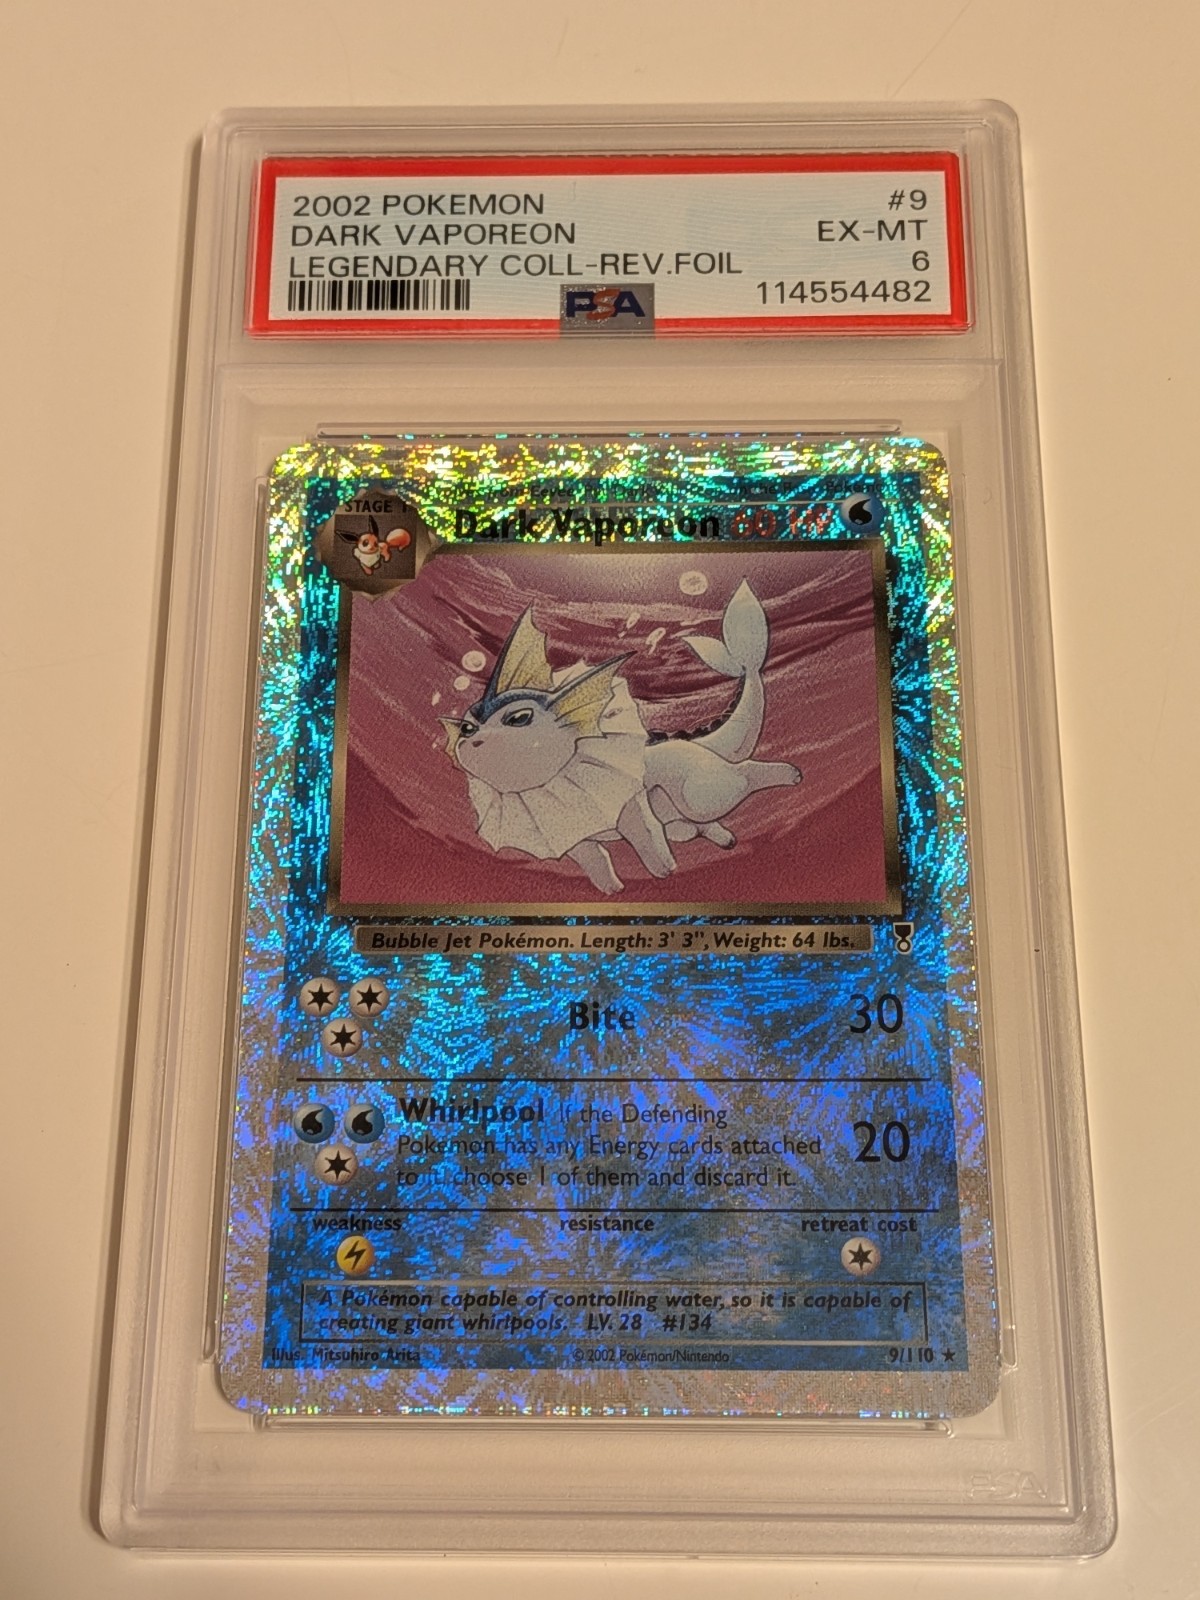 2002 POKEMON #9
DARK VAPOREON EX-MT
LEGENDARY COLL-REV.FOIL 6
PSA 114554482
STAGE 1
Dark Vaporeon 60 HP
Bubble Jet Pokémon. Length: 3' 3", Weight: 64 lbs.
Bite 30
Whirlpool If the Defending
Pokémon has any Energy cards attached
to it, choose 1 of them and discard it. 20
weakness resistance retreat cost
A Pokémon capable of controlling water, so it is capable of
creating giant whirlpools. LV. 28 #134
Illus. Mitsuhiro Arita ©2002 Pokémon/Nintendo 9/110 ★
PSA